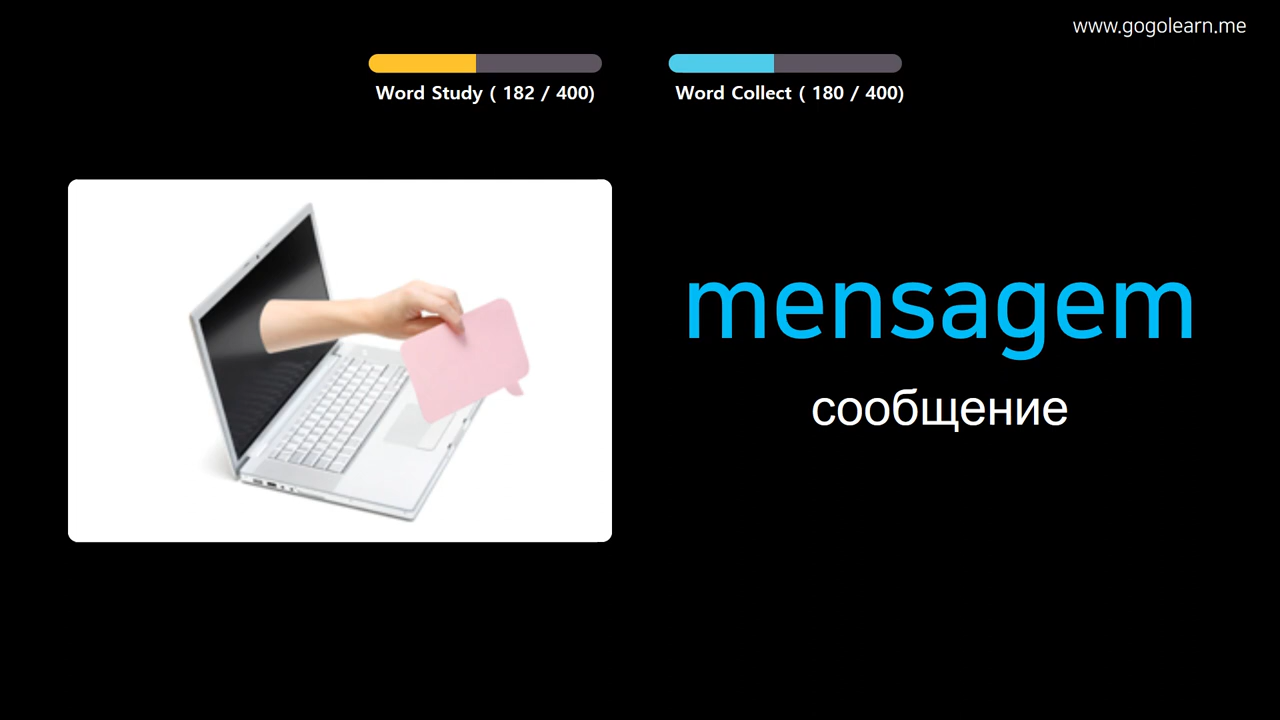 www.gogolearn.me
Word Study ( 182 / 400)
Word Collect ( 180 / 400)
mensagem
сообщение